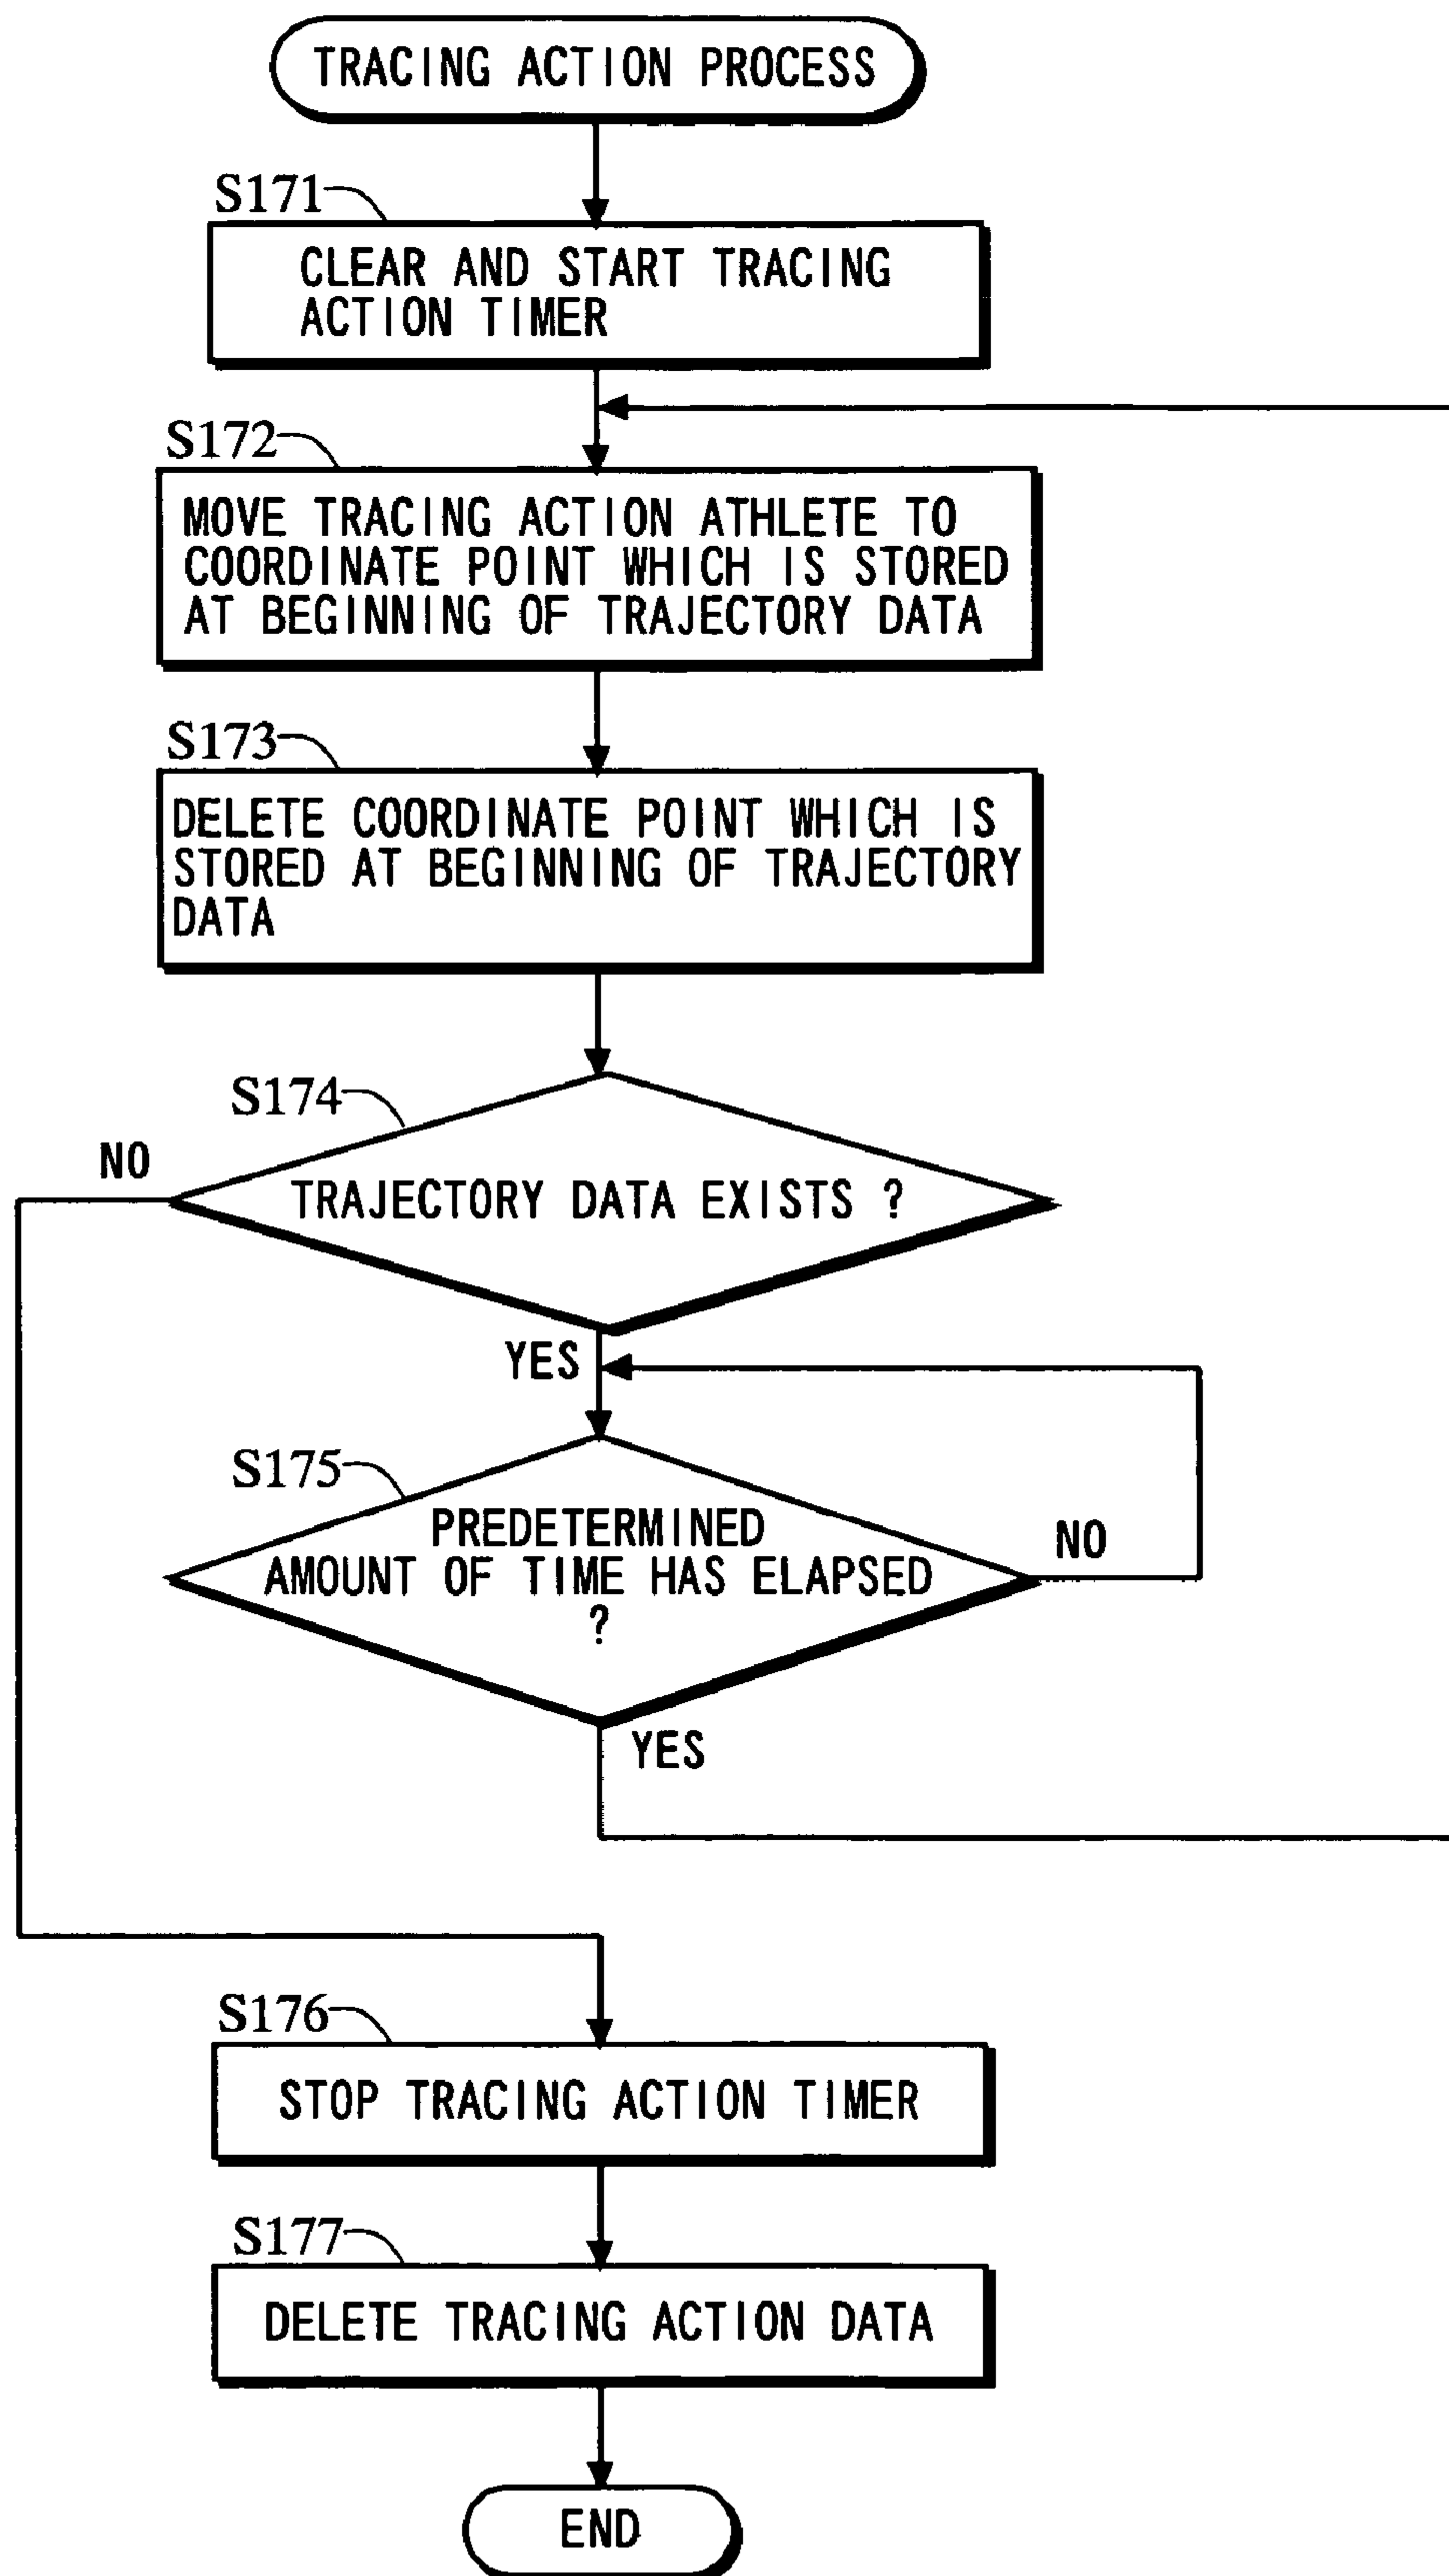 TRACING ACTION PROCESS
S171
CLEAR AND START TRACING
ACTION TIMER
S172
MOVE TRACING ACTION ATHLETE TO
COORDINATE POINT WHICH IS STORED
AT BEGINNING OF TRAJECTORY DATA
S173
DELETE COORDINATE POINT WHICH IS
STORED AT BEGINNING OF TRAJECTORY
DATA
S174
NO
TRAJECTORY DATA EXISTS ?
YES
S175
PREDETERMINED
AMOUNT OF TIME HAS ELAPSED
?
NO
YES
S176
STOP TRACING ACTION TIMER
S177
DELETE TRACING ACTION DATA
END